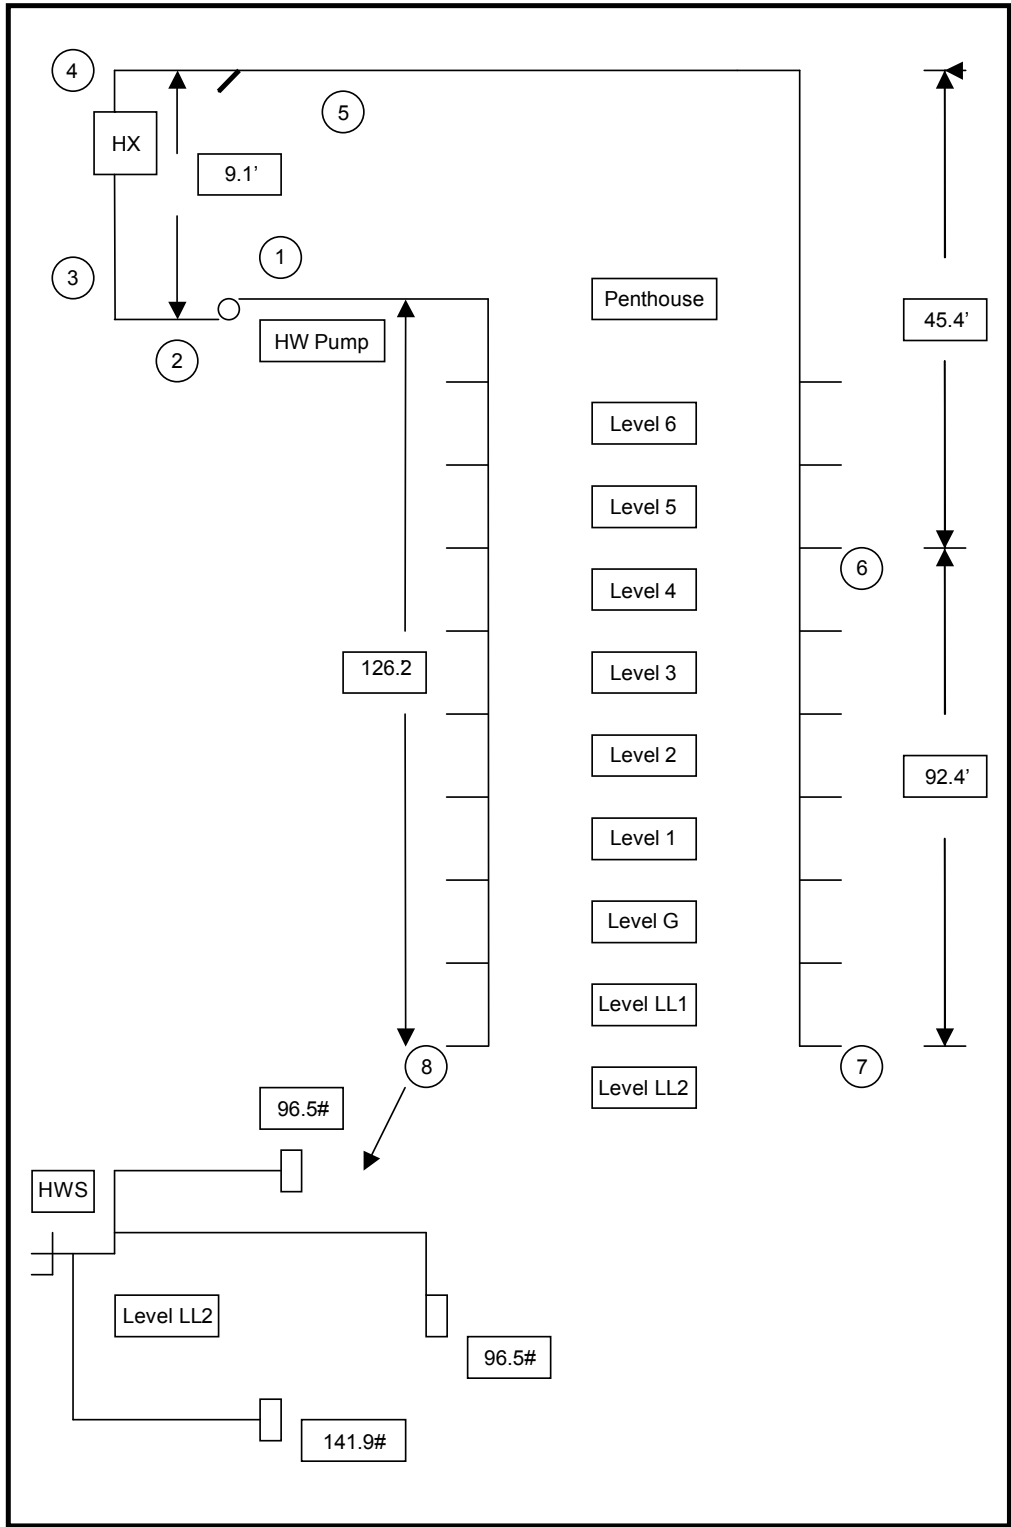 4
5
HX
9.1’
1
3
Penthouse
45.4’
HW Pump
2
Level 6
Level 5
6
Level 4
126.2
Level 3
Level 2
92.4’
Level 1
Level G
Level LL1
8
7
Level LL2
96.5#
HWS
Level LL2
96.5#
141.9#